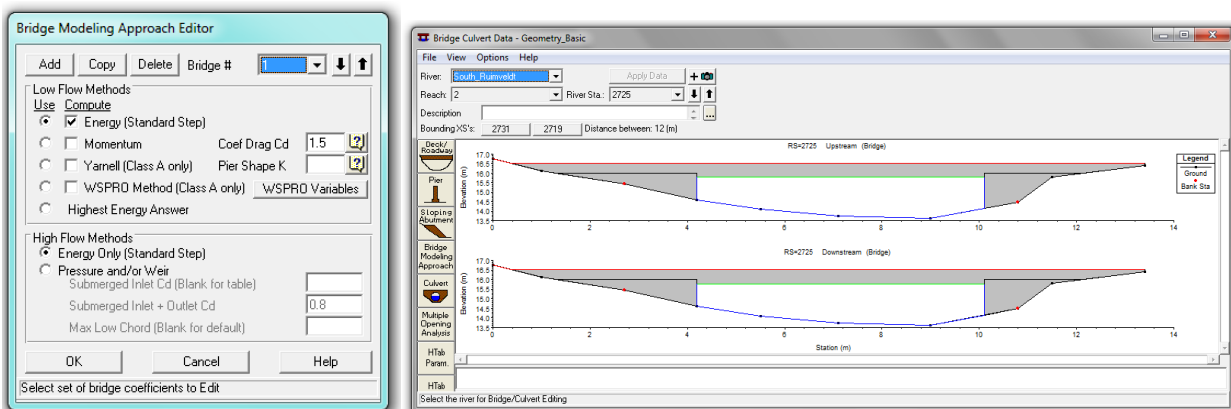 Bridge Modeling Approach Editor
Add Copy Delete Bridge # 1
Low Flow Methods
Use Compute
Energy (Standard Step)
Momentum Coef Drag Cd 1.5
Yarnell (Class A only) Pier Shape K
WSPRO Method (Class A only) WSPRO Variables
Highest Energy Answer
High Flow Methods
Energy Only (Standard Step)
Pressure and/or Weir
Submerged Inlet Cd (Blank for table)
Submerged Inlet + Outlet Cd 0.8
Max Low Chord (Blank for default)
OK Cancel Help
Select set of bridge coefficients to Edit
Bridge Culvert Data - Geometry_Basic
File View Options Help
River: South_Ruimveldt Apply Data
Reach: 2 River Sta.: 2725
Description ...
Bounding XS's: 2731 2719 Distance between: 12 (m)
Deck/
Roadway
Pier
Sloping
Abutment
Bridge
Modeling
Approach
Culvert
Multiple
Opening
Analysis
HTab
Param.
HTab
RS=2725 Upstream (Bridge)
Elevation (m)
17.0
16.5
16.0
15.5
15.0
14.5
14.0
13.5
0 2 4 6 8 10 12 14
Legend
Ground
Bank Sta
RS=2725 Downstream (Bridge)
Elevation (m)
17.0
16.5
16.0
15.5
15.0
14.5
14.0
13.5
0 2 4 6 8 10 12 14
Station (m)
Select the river for Bridge/Culvert Editing